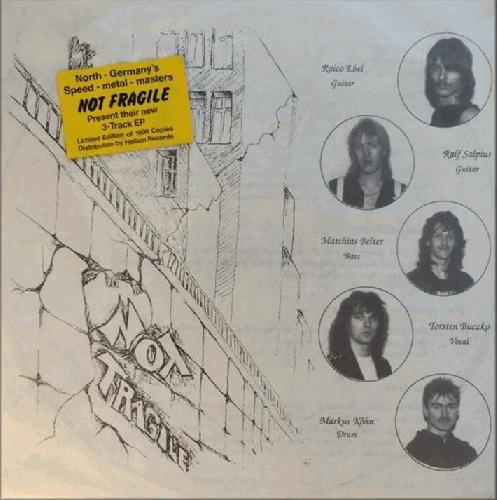 North - Germany's
Speed - metal - masters
NOT FRAGILE
Present their new
3-Track EP
Limited Edition of 1000 Copies
Distribution by Hellion Records
Raico Ebel
Guitar
Ralf Salpius
Guitar
Matthias Belter
Bass
Torsten Buczko
Vocal
Markus Köhn
Drum
NOT
FRAGILE